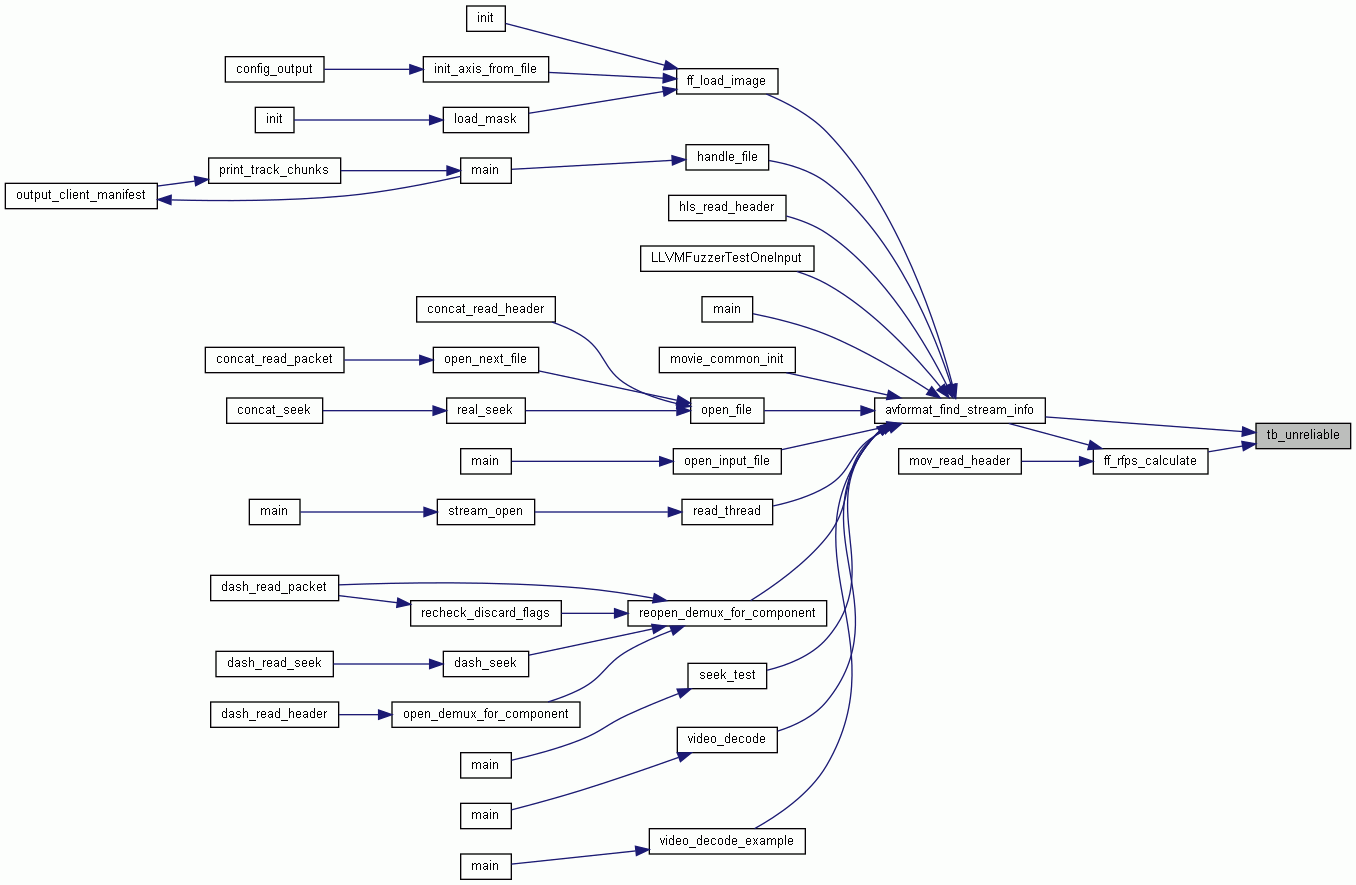 init
config_output
init_axis_from_file
ff_load_image
init
load_mask
handle_file
print_track_chunks
main
output_client_manifest
hls_read_header
LLVMFuzzerTestOneInput
concat_read_header
main
concat_read_packet
open_next_file
movie_common_init
concat_seek
real_seek
open_file
avformat_find_stream_info
tb_unreliable
main
open_input_file
mov_read_header
ff_rfps_calculate
main
stream_open
read_thread
dash_read_packet
recheck_discard_flags
reopen_demux_for_component
dash_read_seek
dash_seek
seek_test
dash_read_header
open_demux_for_component
video_decode
main
main
video_decode_example
main